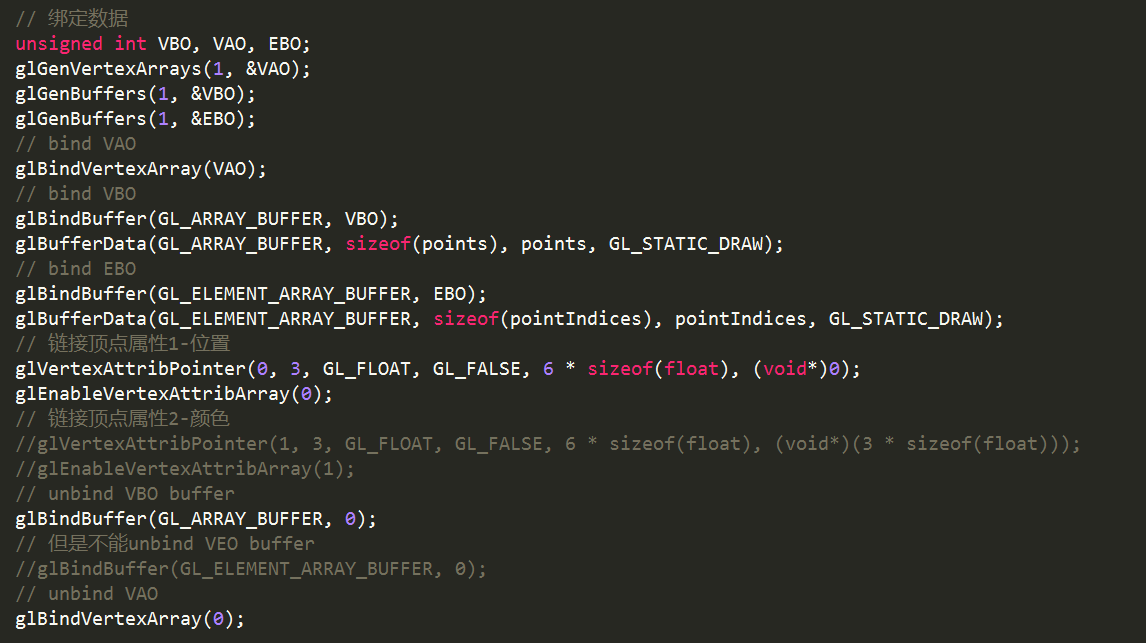 // 绑定数据
unsigned int VBO, VAO, EBO;
glGenVertexArrays(1, &VAO);
glGenBuffers(1, &VBO);
glGenBuffers(1, &EBO);
// bind VAO
glBindVertexArray(VAO);
// bind VBO
glBindBuffer(GL_ARRAY_BUFFER, VBO);
glBufferData(GL_ARRAY_BUFFER, sizeof(points), points, GL_STATIC_DRAW);
// bind EBO
glBindBuffer(GL_ELEMENT_ARRAY_BUFFER, EBO);
glBufferData(GL_ELEMENT_ARRAY_BUFFER, sizeof(pointIndices), pointIndices, GL_STATIC_DRAW);
// 链接顶点属性1-位置
glVertexAttribPointer(0, 3, GL_FLOAT, GL_FALSE, 6 * sizeof(float), (void*)0);
glEnableVertexAttribArray(0);
// 链接顶点属性2-颜色
//glVertexAttribPointer(1, 3, GL_FLOAT, GL_FALSE, 6 * sizeof(float), (void*)(3 * sizeof(float)));
//glEnableVertexAttribArray(1);
// unbind VBO buffer
glBindBuffer(GL_ARRAY_BUFFER, 0);
// 但是不能unbind VEO buffer
//glBindBuffer(GL_ELEMENT_ARRAY_BUFFER, 0);
// unbind VAO
glBindVertexArray(0);